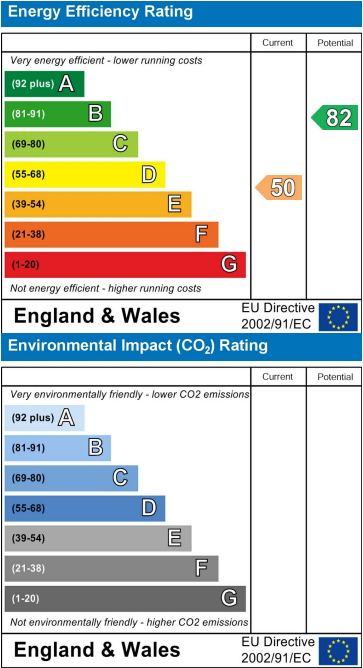 Energy Efficiency Rating
Current Potential
Very energy efficient - lower running costs
(92 plus) A
(81-91) B
82
(69-80) C
(55-68) D
50
(39-54) E
(21-38) F
(1-20) G
Not energy efficient - higher running costs
England & Wales
EU Directive
2002/91/EC
Environmental Impact (CO₂) Rating
Current Potential
Very environmentally friendly - lower CO2 emissions
(92 plus) A
(81-91) B
(69-80) C
(55-68) D
(39-54) E
(21-38) F
(1-20) G
Not environmentally friendly - higher CO2 emissions
England & Wales
EU Directive
2002/91/EC